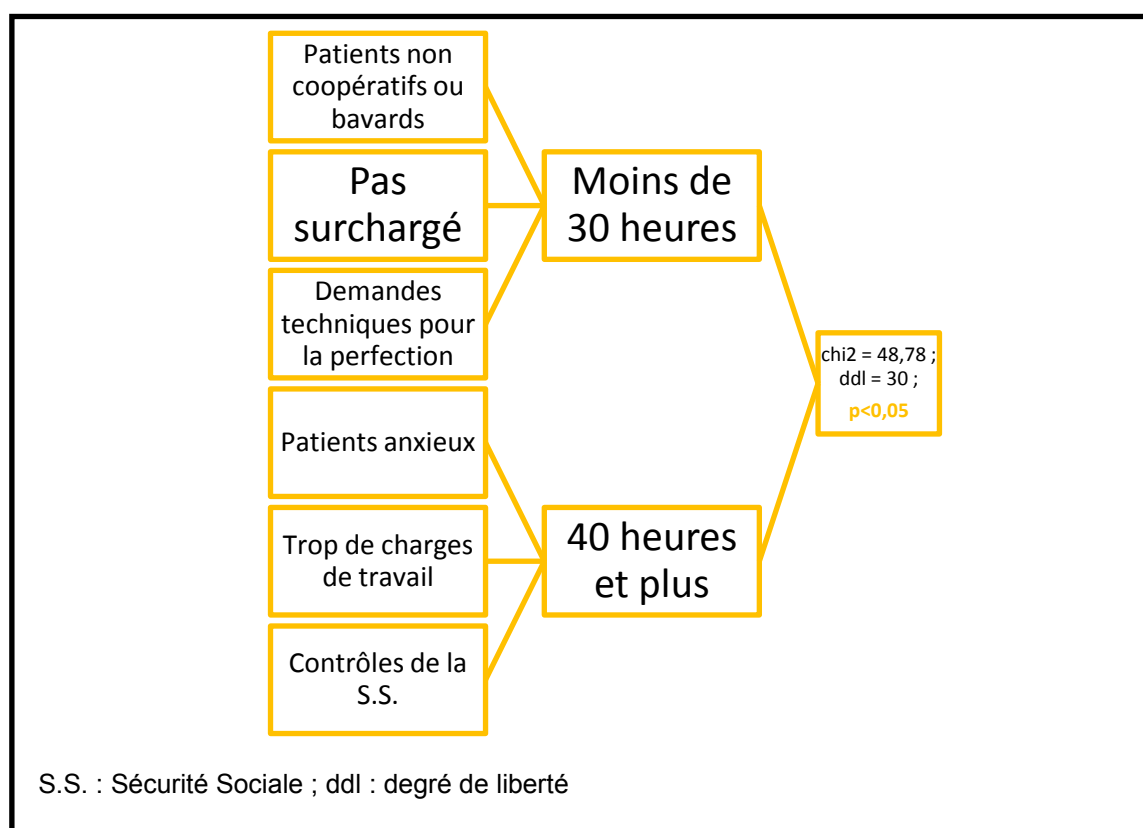 Patients non
coopératifs ou
bavards
Pas
surchargé
Demandes
techniques pour
la perfection
Moins de
30 heures
Patients anxieux
Trop de charges
de travail
Contrôles de la
S.S.
40 heures
et plus
chi2 = 48,78 ;
ddl = 30 ;
p<0,05
S.S. : Sécurité Sociale ; ddl : degré de liberté